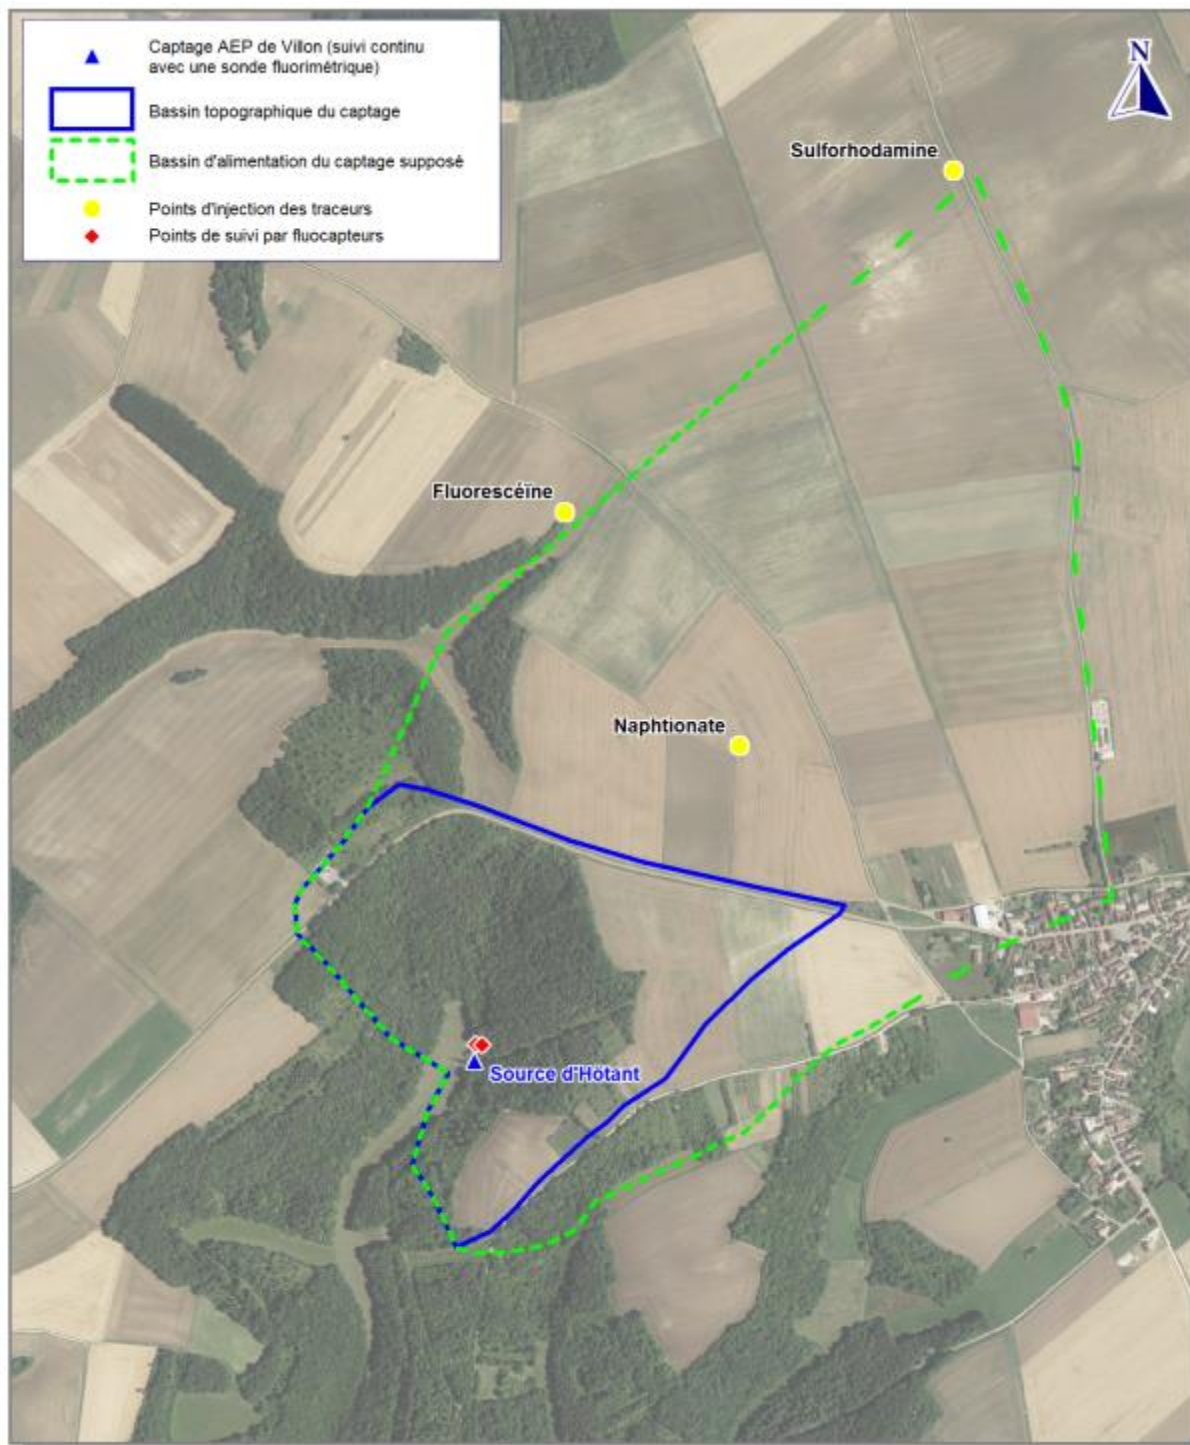 Captage AEP de Villon (suivi continu
avec une sonde fluorimétrique)
Bassin topographique du captage
Bassin d'alimentation du captage supposé
Points d'injection des traceurs
Points de suivi par fluocapteurs
N
Sulforhodamine
Fluorescéïne
Naphtionate
Source d'Hôtant